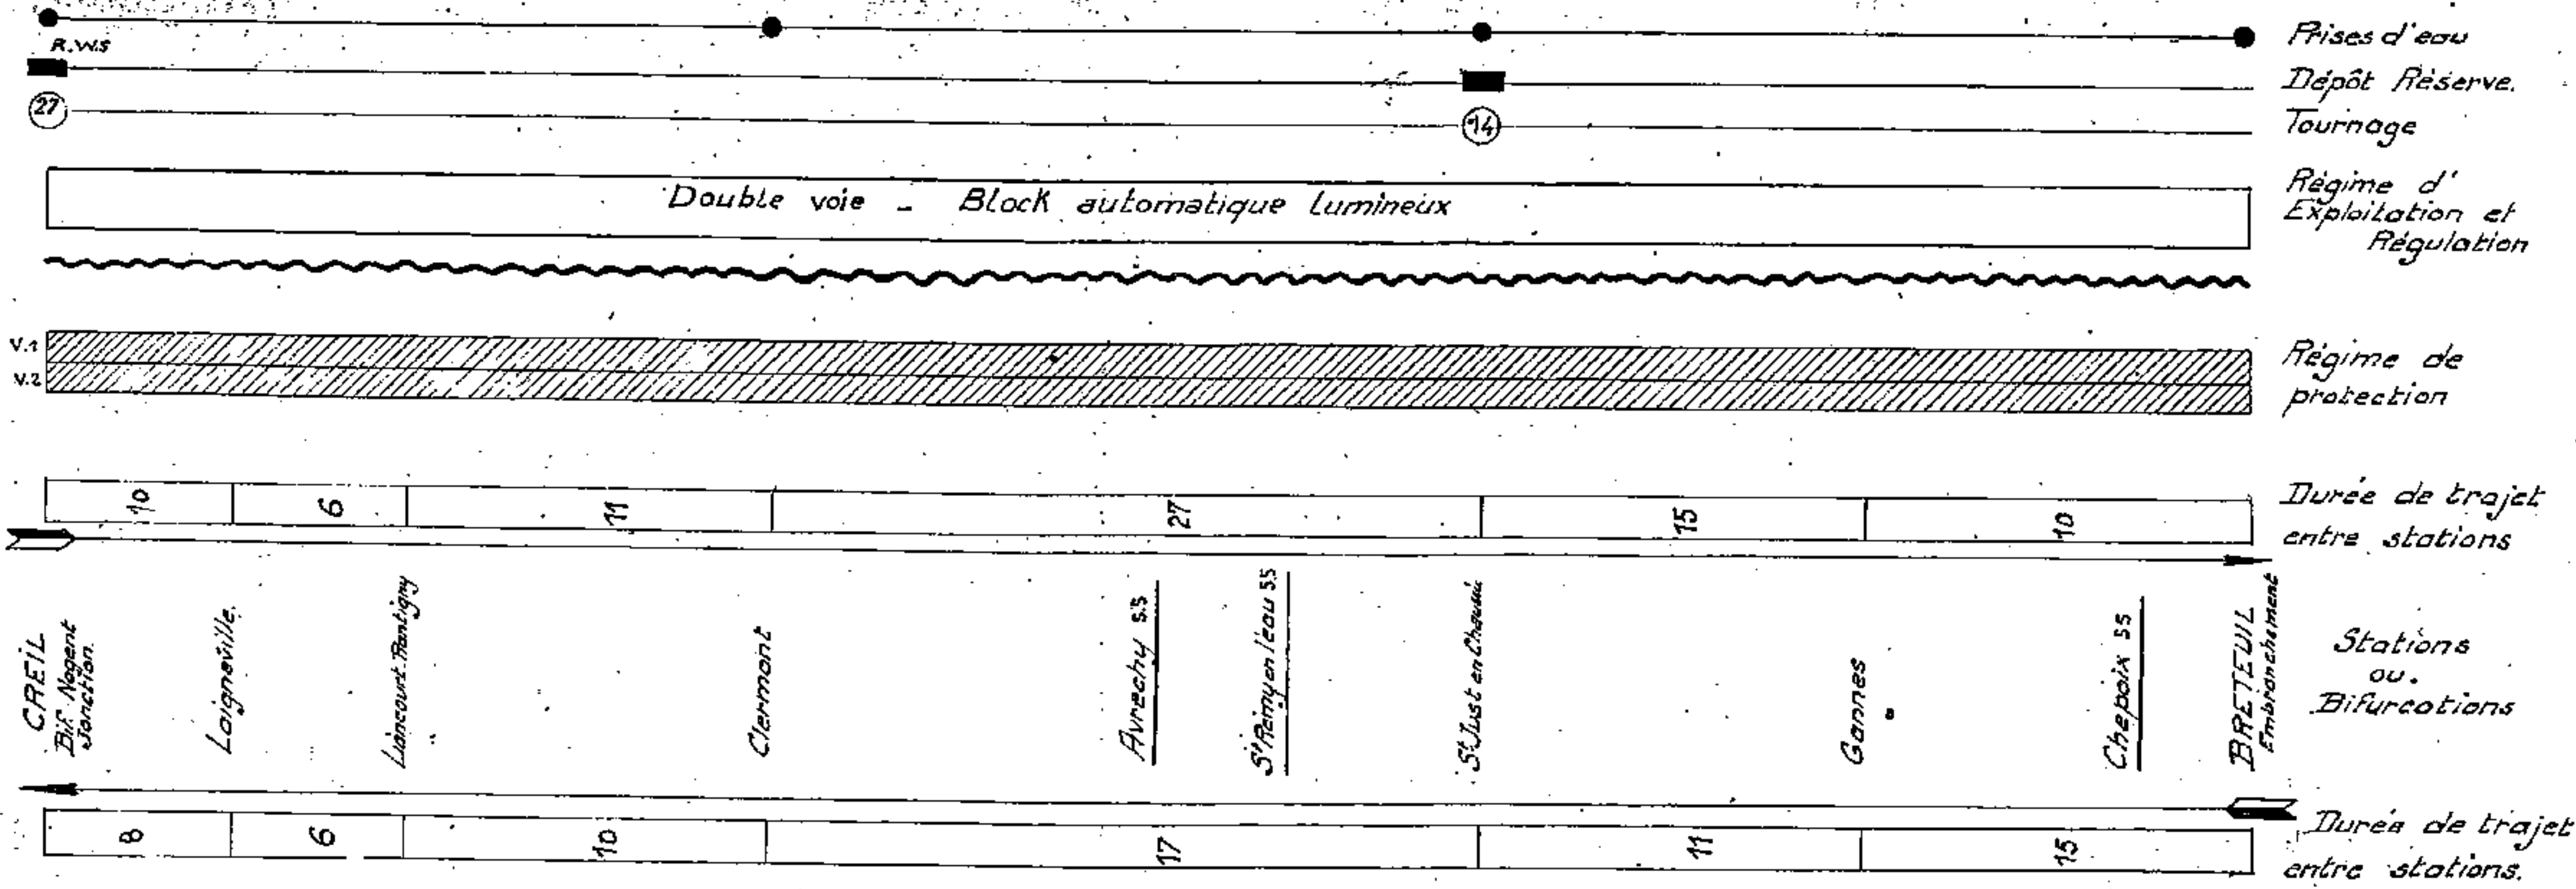 Prises d'eau
R.W.S
Dépôt Réserve.
27
14
Tournage
Double voie - Block automatique lumineux
Régime d'
Exploitation et
Régulation
V.1
V.2
Régime de
protection
10
6
11
27
15
10
Durée de trajet
entre stations
CREIL
Bif. Nogent
Jonction.
Laigneville.
Liancourt-Rantigny
Clermont
Avrechy s.s
St Rémy en l'eau s.s
St Just en Chaussée
Gannes
Chepoix ss
BRETEUIL
Embranchement
Stations
ou.
Bifurcations
8
6
10
17
11
15
Durée de trajet
entre stations.